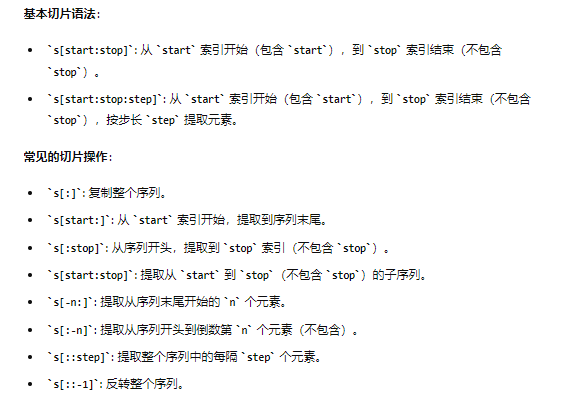 基本切片语法：
• `s[start:stop]`: 从 `start` 索引开始（包含 `start`），到 `stop` 索引结束（不包含
`stop`）。
• `s[start:stop:step]`: 从 `start` 索引开始（包含 `start`），到 `stop` 索引结束（不包含
`stop`），按步长 `step` 提取元素。
常见的切片操作：
• `s[:]`: 复制整个序列。
• `s[start:]`: 从 `start` 索引开始，提取到序列末尾。
• `s[:stop]`: 从序列开头，提取到 `stop` 索引（不包含 `stop`）。
• `s[start:stop]`: 提取从 `start` 到 `stop`（不包含 `stop`）的子序列。
• `s[-n:]`: 提取从序列末尾开始的 `n` 个元素。
• `s[:-n]`: 提取从序列开头到倒数第 `n` 个元素（不包含）。
• `s[::step]`: 提取整个序列中的每隔 `step` 个元素。
• `s[::-1]`: 反转整个序列。